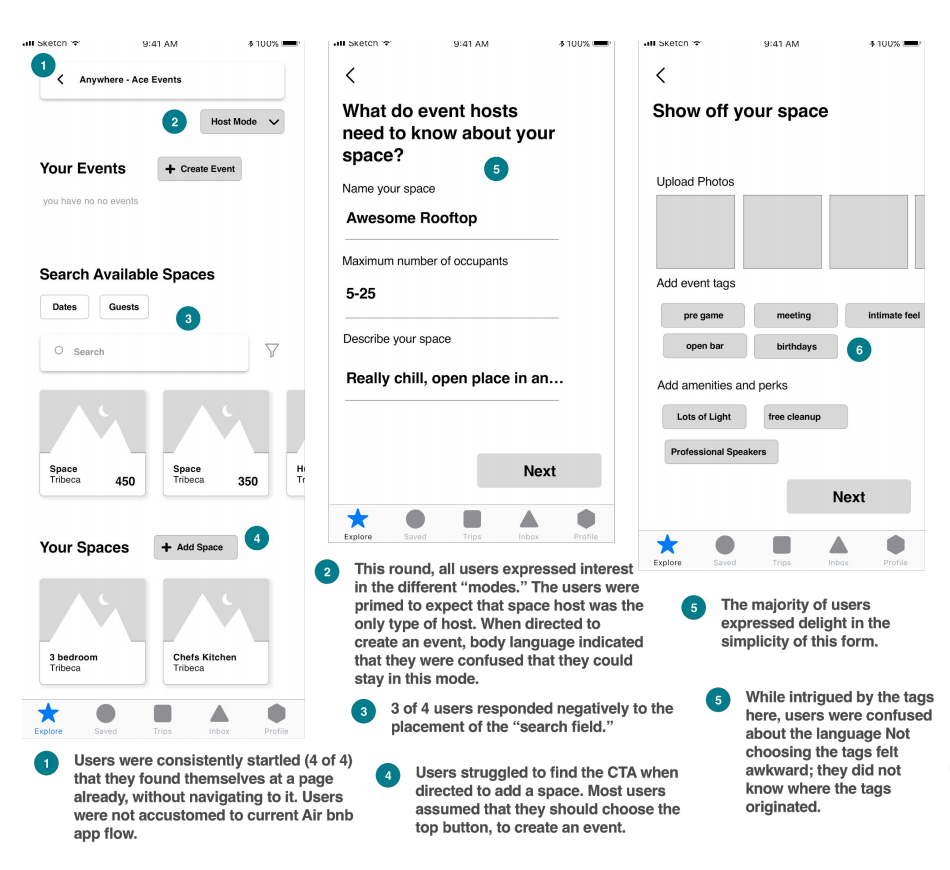 Sketch
9:41 AM
100%
1
Anywhere - Ace Events
2
Host Mode
Your Events
+ Create Event
you have no no events
Search Available Spaces
Dates
Guests
3
Search
Space
Tribeca
450
Space
Tribeca
350
Your Spaces
+ Add Space
4
3 bedroom
Tribeca
Chefs Kitchen
Tribeca
Explore
Saved
Trips
Inbox
Profile
Sketch
9:41 AM
100%
What do event hosts
need to know about your
space?
5
Name your space
Awesome Rooftop
Maximum number of occupants
5-25
Describe your space
Really chill, open place in an…
Next
Explore
Saved
Trips
Inbox
Profile
Sketch
9:41 AM
100%
Show off your space
Upload Photos
Add event tags
pre game
meeting
intimate feel
open bar
birthdays
6
Add amenities and perks
Lots of Light
free cleanup
Professional Speakers
Next
Explore
Saved
Trips
Inbox
Profile
1
Users were consistently startled (4 of 4)
that they found themselves at a page
already, without navigating to it. Users
were not accustomed to current Air bnb
app flow.
2
This round, all users expressed interest
in the different “modes.” The users were
primed to expect that space host was the
only type of host. When directed to
create an event, body language indicated
that they were confused that they could
stay in this mode.
3
3 of 4 users responded negatively to the
placement of the “search field.”
4
Users struggled to find the CTA when
directed to add a space. Most users
assumed that they should choose the
top button, to create an event.
5
The majority of users
expressed delight in the
simplicity of this form.
5
While intrigued by the tags
here, users were confused
about the language Not
choosing the tags felt
awkward; they did not
know where the tags
originated.